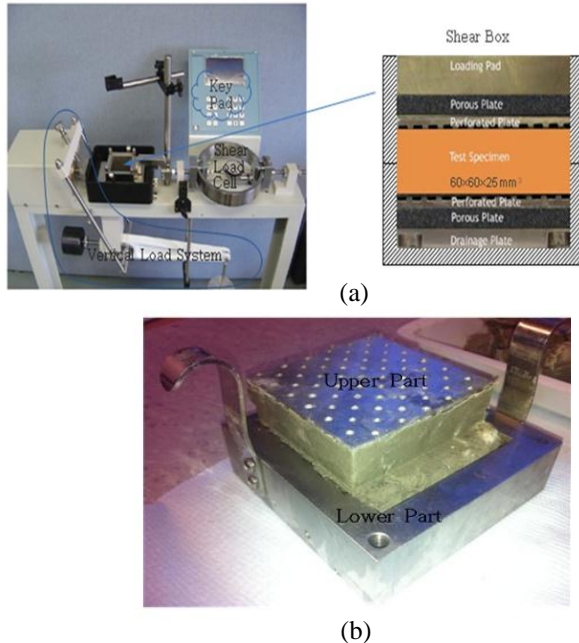 Key
Pad
Shear
Load
Cell
Vertical Load System
Shear Box
Loading Pad
Porous Plate
Perforated Plate
Test Specimen
60×60×25 mm³
Perforated Plate
Porous Plate
Drainage Plate
(a)
Upper Part
Lower Part
(b)